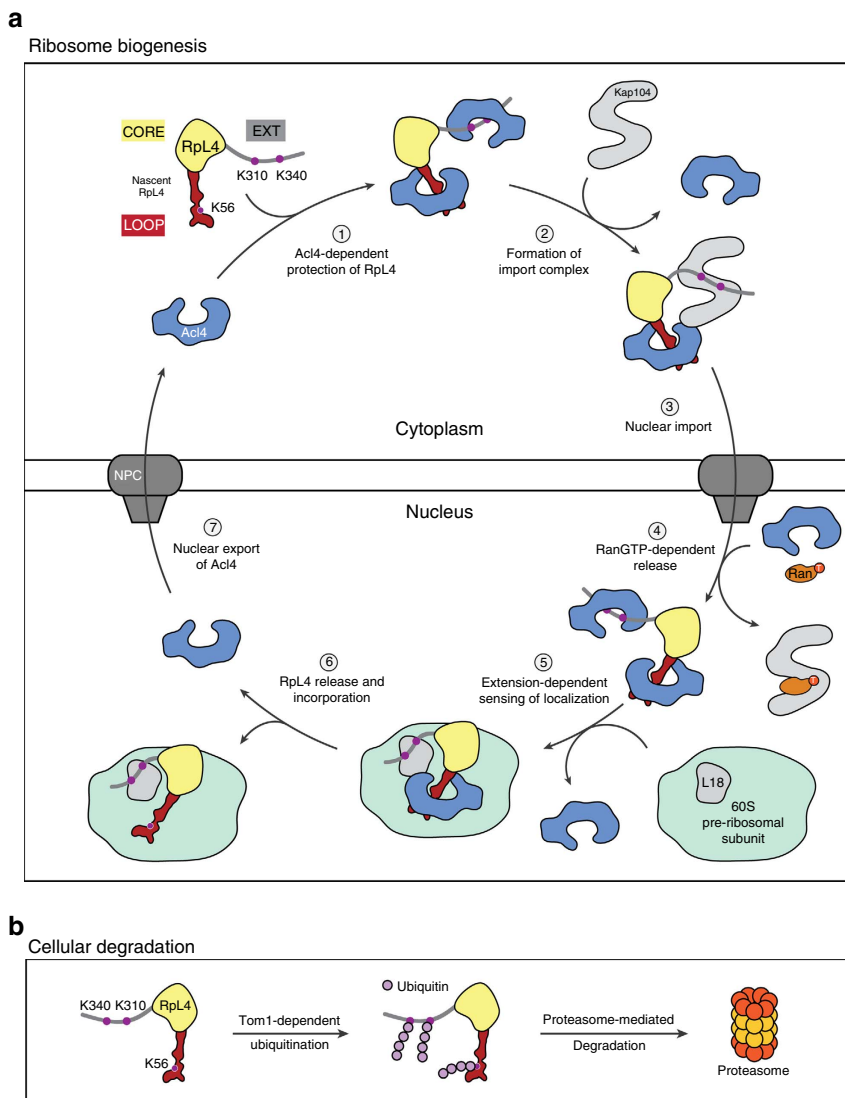 a
Ribosome biogenesis
CORE
RpL4
EXT
Nascent
RpL4
K310 K340
K56
LOOP
Kap104
1
Acl4-dependent
protection of RpL4
2
Formation of
import complex
Acl4
3
Nuclear import
Cytoplasm
NPC
Nucleus
7
Nuclear export
of Acl4
4
RanGTP-dependent
release
Ran
T
T
6
RpL4 release and
incorporation
5
Extension-dependent
sensing of localization
L18
60S
pre-ribosomal
subunit
b
Cellular degradation
K340 K310
RpL4
K56
Tom1-dependent
ubiquitination
Ubiquitin
Proteasome-mediated
Degradation
Proteasome